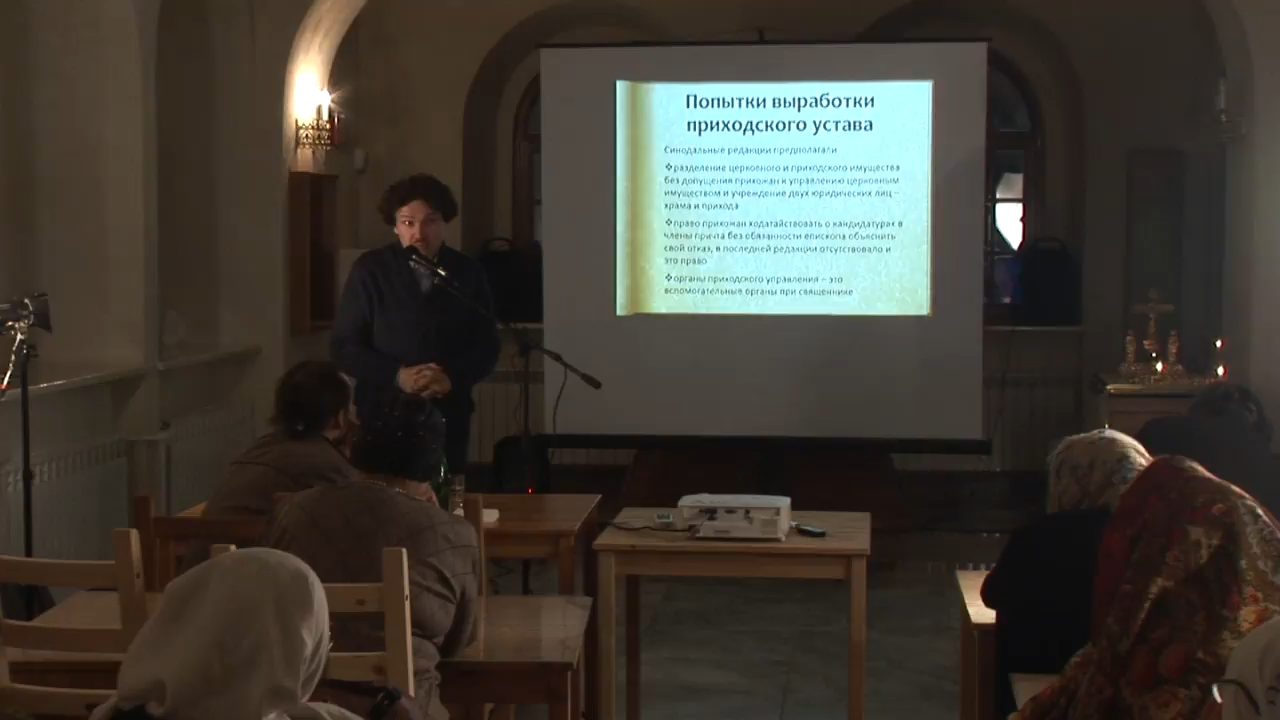 Попытки выработки
приходского устава
Синодальные редакции предполагали
❖разделение церковного и приходского имущества
без допущения прихожан к управлению церковным
имуществом и учреждение двух юридических лиц –
храма и прихода
❖право прихожан ходатайствовать о кандидатурах в
члены причта без обязанности епископа объяснить
свой отказ, в последней редакции отсутствовало и
это право
❖органы приходского управления – это
вспомогательные органы при священнике